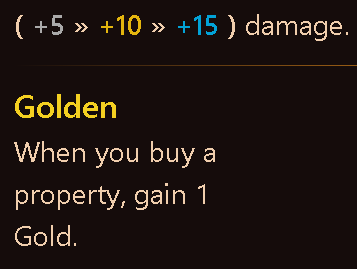 ( +5 » +10 » +15 ) damage.
Golden
When you buy a
property, gain 1
Gold.